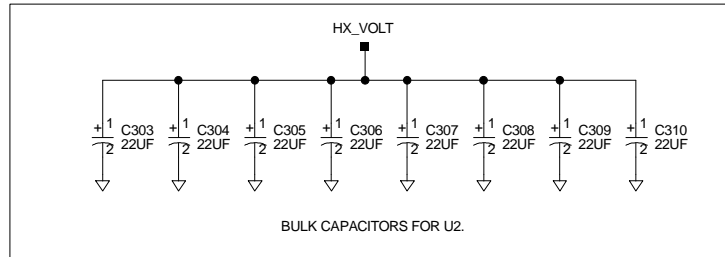 HX_VOLT
+ 1 C303
2 22UF
+ 1 C304
2 22UF
+ 1 C305
2 22UF
+ 1 C306
2 22UF
+ 1 C307
2 22UF
+ 1 C308
2 22UF
+ 1 C309
2 22UF
+ 1 C310
2 22UF
BULK CAPACITORS FOR U2.